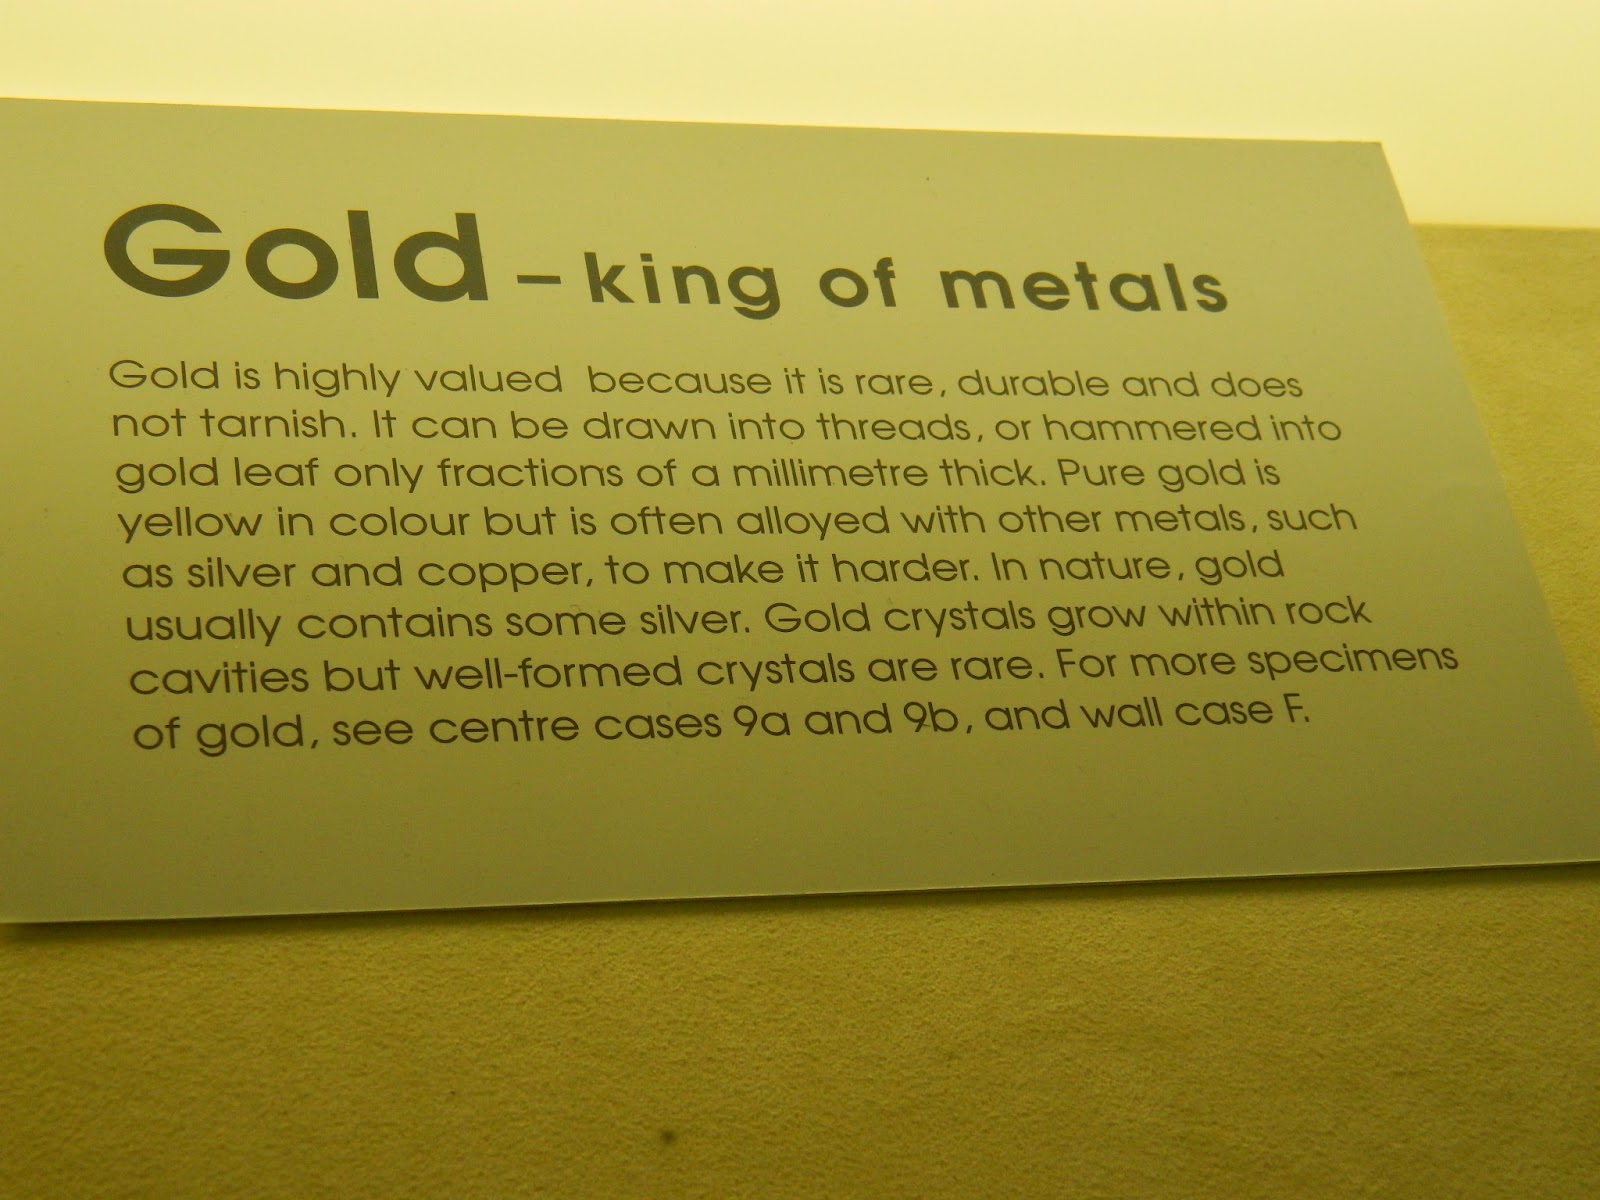 Gold – king of metals
Gold is highly valued because it is rare, durable and does
not tarnish. It can be drawn into threads, or hammered into
gold leaf only fractions of a millimetre thick. Pure gold is
yellow in colour but is often alloyed with other metals, such
as silver and copper, to make it harder. In nature, gold
usually contains some silver. Gold crystals grow within rock
cavities but well-formed crystals are rare. For more specimens
of gold, see centre cases 9a and 9b, and wall case F.